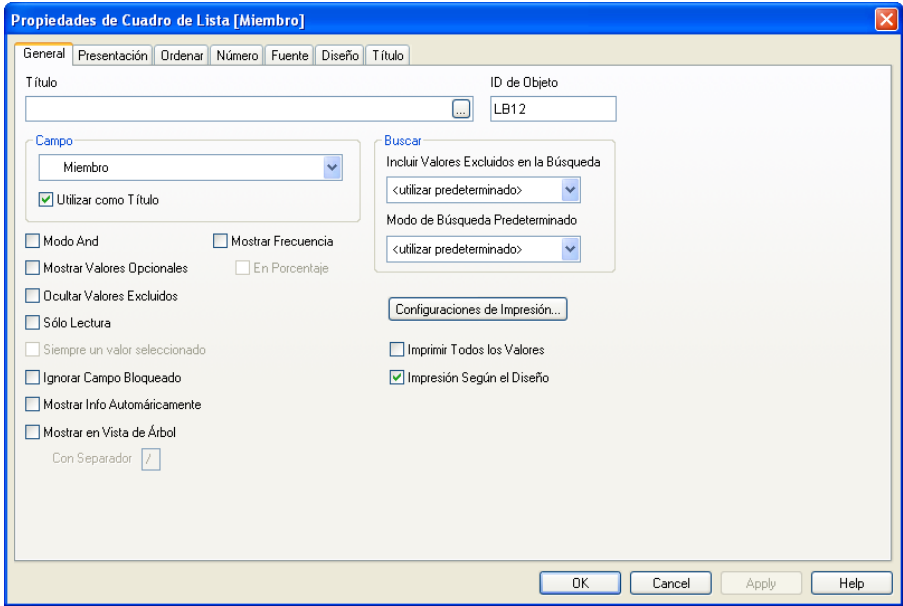 Propiedades de Cuadro de Lista [Miembro]
General Presentación Ordenar Número Fuente Diseño Título
Título
...
ID de Objeto
LB12
Campo
Miembro
Utilizar como Título
Buscar
Incluir Valores Excluidos en la Búsqueda
<utilizar predeterminado>
Modo de Búsqueda Predeterminado
<utilizar predeterminado>
Modo And
Mostrar Frecuencia
Mostrar Valores Opcionales
En Porcentaje
Ocultar Valores Excluidos
Sólo Lectura
Siempre un valor seleccionado
Ignorar Campo Bloqueado
Mostrar Info Automáricamente
Mostrar en Vista de Árbol
Con Separador /
Configuraciones de Impresión...
Imprimir Todos los Valores
Impresión Según el Diseño
OK Cancel Apply Help